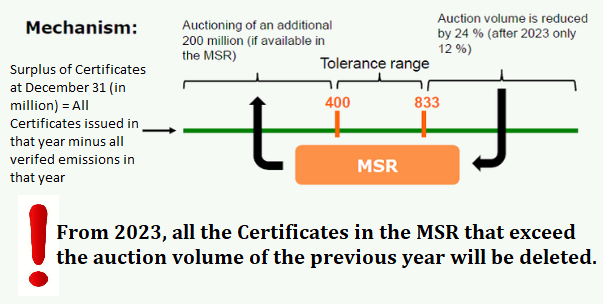 Mechanism:
Auctioning of an additional
200 million (if available in
the MSR)
Auction volume is reduced
by 24 % (after 2023 only
12 %)
Tolerance range
Surplus of Certificates
at December 31 (in
million) = All
Certificates issued in
that year minus all
verifed emissions in
that year
400
833
MSR
From 2023, all the Certificates in the MSR that exceed
the auction volume of the previous year will be deleted.